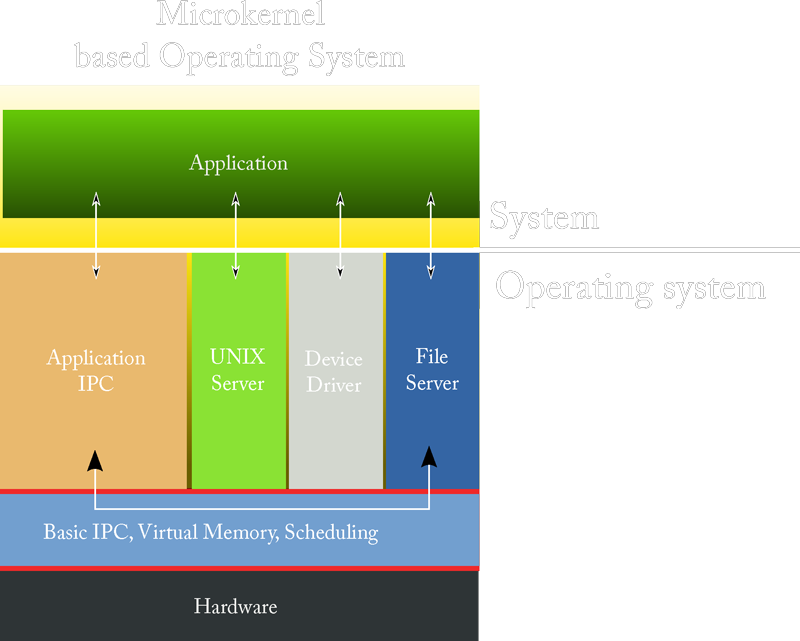 Microkernel
based Operating System
Application
System
Operating system
Application
IPC
UNIX
Server
Device
Driver
File
Server
Basic IPC, Virtual Memory, Scheduling
Hardware